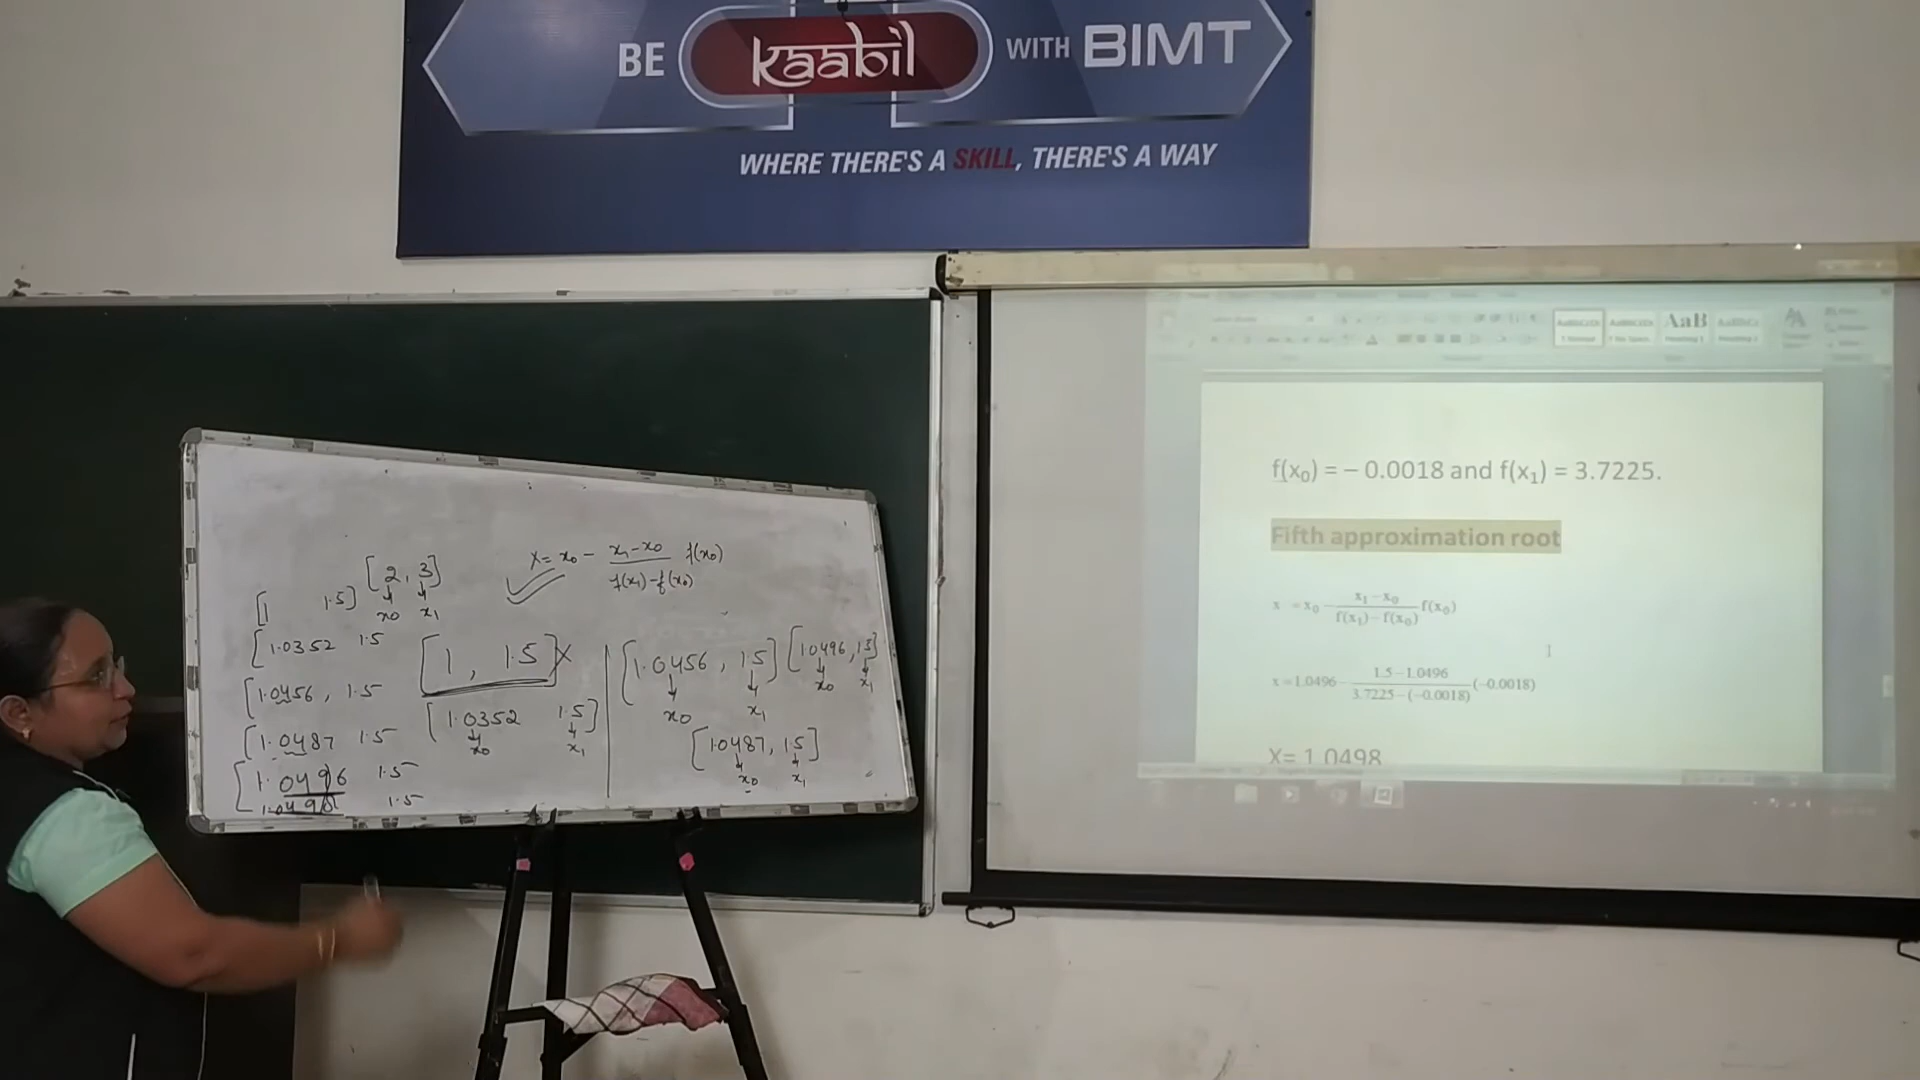 BE kaabil WITH BIMT
WHERE THERE'S A SKILL, THERE'S A WAY
[2, 3]
x0 x1
X = x0 - x1-x0 / f(x1)-f(x0) f(x0)
[1 1.5]
[1.0352 1.5
[1.0456, 1.5
[1.0487 1.5
[1.0496 1.5
1.5
[1, 1.5] X
[1.0352 1.5]
x0 x1
[1.0456, 1.5]
x0 x1
[1.0496, 1.5]
x0 x1
[1.0487, 1.5]
x0 x1
AaB
f(x₀) = – 0.0018 and f(x₁) = 3.7225.
Fifth approximation root
x = x₀ - x₁-x₀ / f(x₁)-f(x₀) f(x₀)
x = 1.0496 - 1.5-1.0496 / 3.7225-(-0.0018) (-0.0018)
X= 1.0498